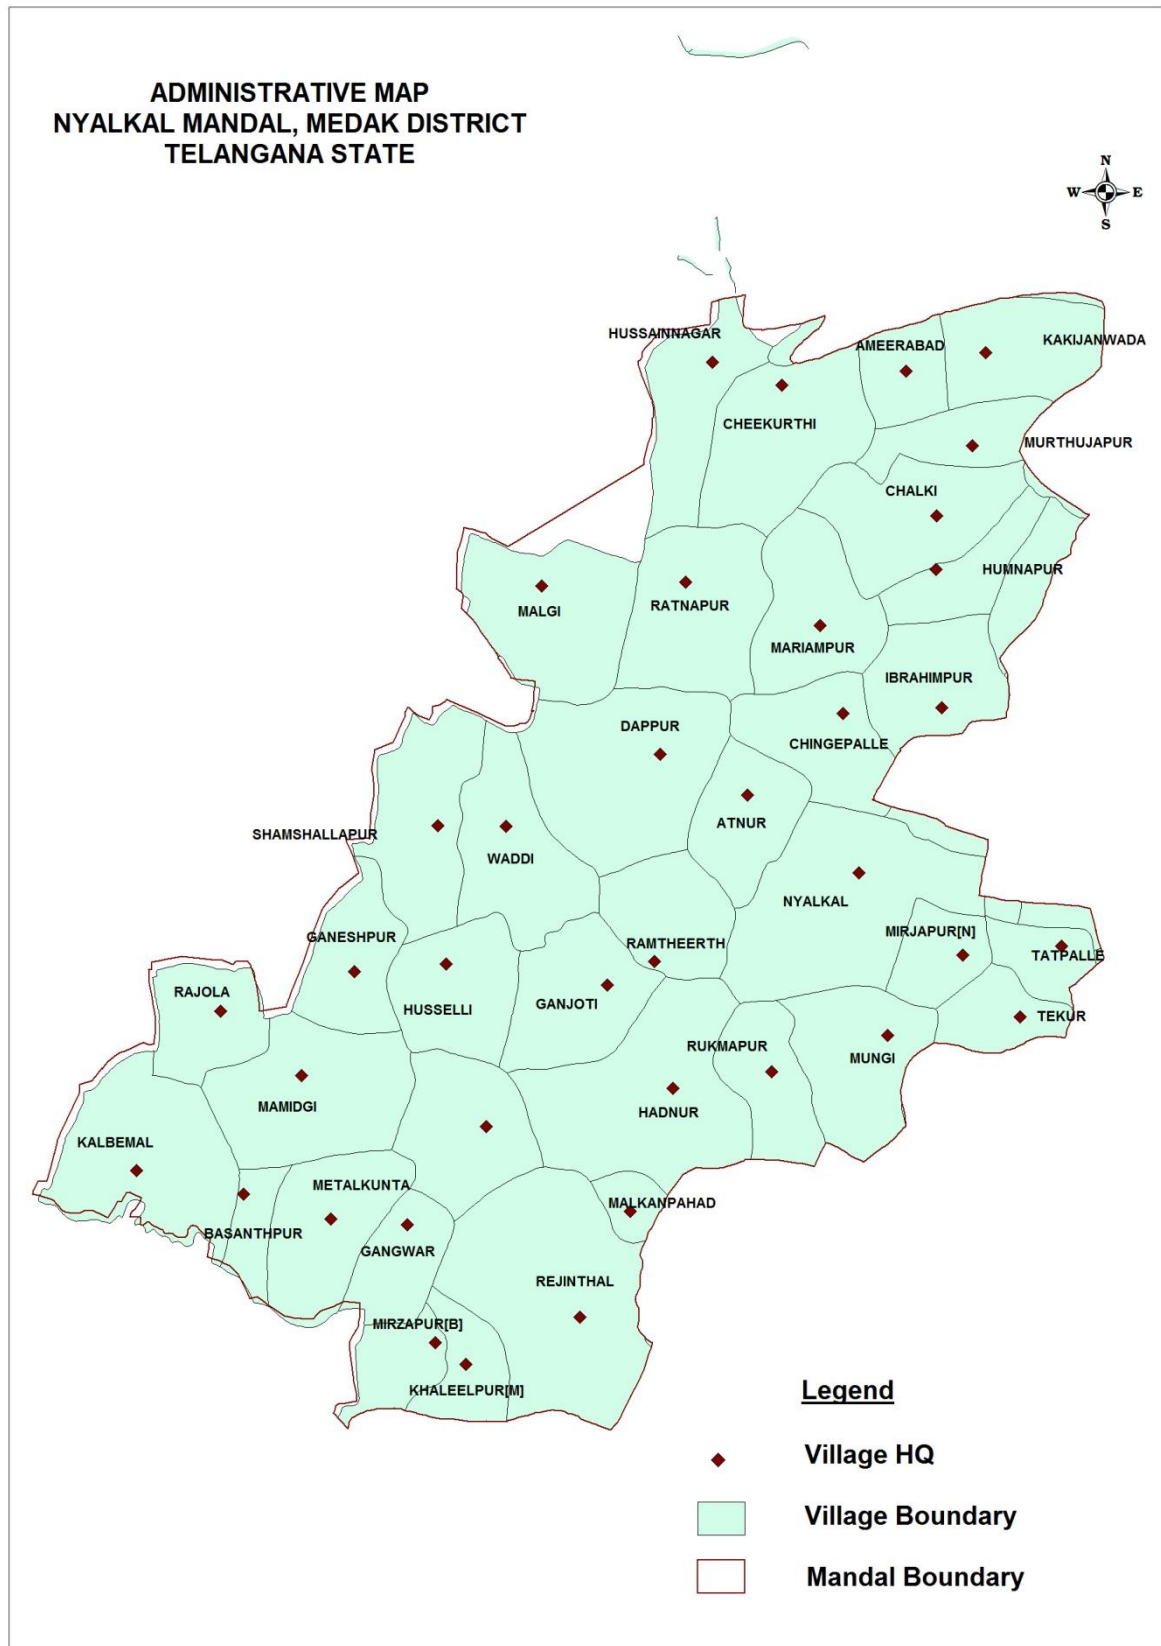 ADMINISTRATIVE MAP
NYALKAL MANDAL, MEDAK DISTRICT
TELANGANA STATE
N
W E
S
HUSSAINNAGAR
AMEERABAD
KAKIJANWADA
CHEEKURTHI
MURTHUJAPUR
CHALKI
HUMNAPUR
MALGI
RATNAPUR
MARIAMPUR
IBRAHIMPUR
DAPPUR
CHINGEPALLE
ATNUR
SHAMSHALLAPUR
WADDI
NYALKAL
GANESHPUR
RAMTHEERTH
MIRJAPUR[N]
TATPALLE
RAJOLA
HUSSELLI
GANJOTI
TEKUR
RUKMAPUR
MUNGI
MAMIDGI
HADNUR
KALBEMAL
METALKUNTA
MALKANPAHAD
BASANTHPUR
GANGWAR
REJINTHAL
MIRZAPUR[B]
KHALEELPUR[M]
Legend
Village HQ
Village Boundary
Mandal Boundary